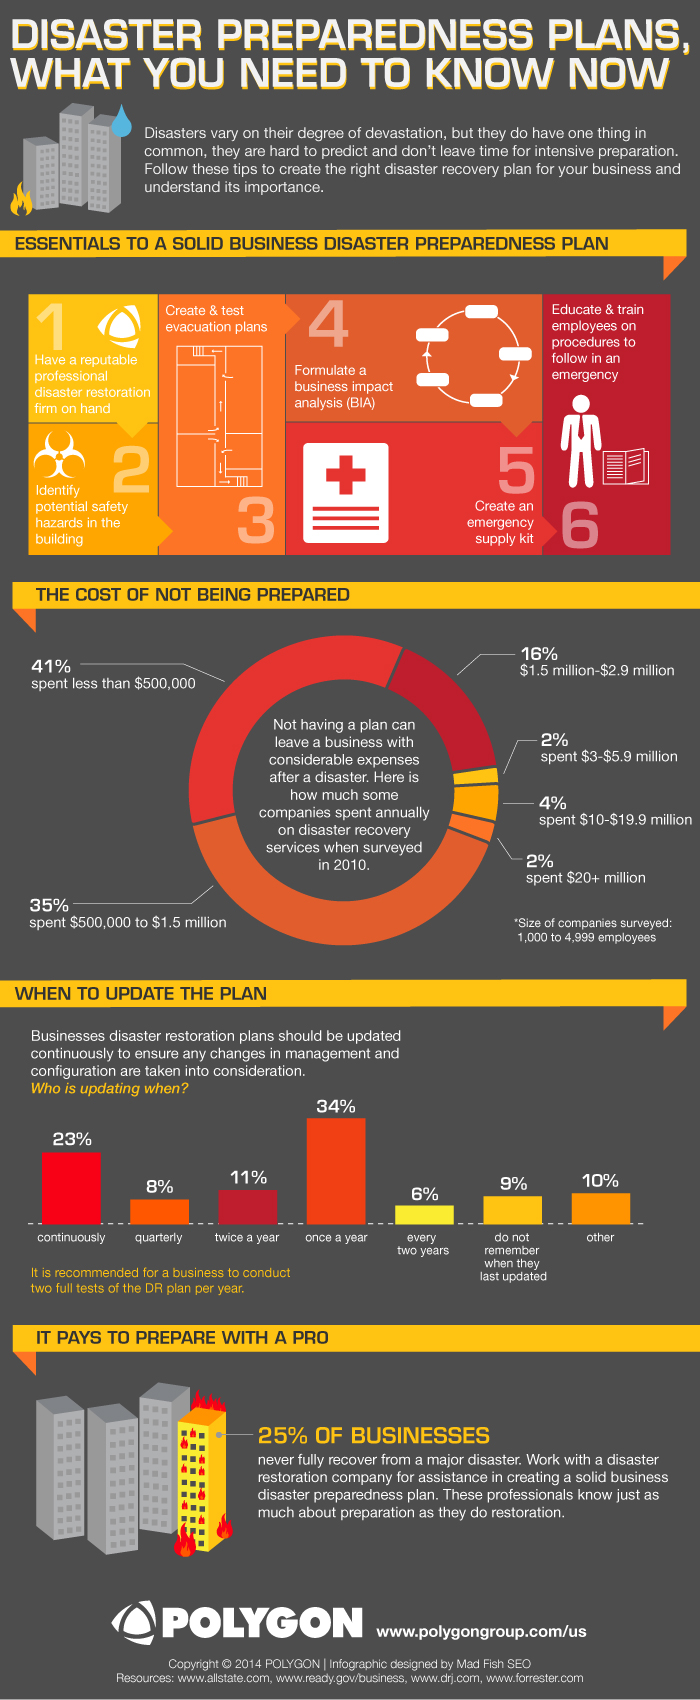 DISASTER PREPAREDNESS PLANS,
WHAT YOU NEED TO KNOW NOW
Disasters vary on their degree of devastation, but they do have one thing in
common, they are hard to predict and don't leave time for intensive preparation.
Follow these tips to create the right disaster recovery plan for your business and
understand its importance.
ESSENTIALS TO A SOLID BUSINESS DISASTER PREPAREDNESS PLAN
1
Have a reputable
professional
disaster restoration
firm on hand
2
Identify
potential safety
hazards in the
building
Create & test
evacuation plans
3
4
Formulate a
business impact
analysis (BIA)
5
Create an
emergency
supply kit
Educate & train
employees on
procedures to
follow in an
emergency
6
THE COST OF NOT BEING PREPARED
41%
spent less than $500,000
16%
$1.5 million-$2.9 million
2%
spent $3-$5.9 million
4%
spent $10-$19.9 million
2%
spent $20+ million
35%
spent $500,000 to $1.5 million
Not having a plan can
leave a business with
considerable expenses
after a disaster. Here is
how much some
companies spent annually
on disaster recovery
services when surveyed
in 2010.
*Size of companies surveyed:
1,000 to 4,999 employees
WHEN TO UPDATE THE PLAN
Businesses disaster restoration plans should be updated
continuously to ensure any changes in management and
configuration are taken into consideration.
Who is updating when?
23%
continuously
8%
quarterly
11%
twice a year
34%
once a year
6%
every
two years
9%
do not
remember
when they
last updated
10%
other
It is recommended for a business to conduct
two full tests of the DR plan per year.
IT PAYS TO PREPARE WITH A PRO
25% OF BUSINESSES
never fully recover from a major disaster. Work with a disaster
restoration company for assistance in creating a solid business
disaster preparedness plan. These professionals know just as
much about preparation as they do restoration.
POLYGON www.polygongroup.com/us
Copyright © 2014 POLYGON | Infographic designed by Mad Fish SEO
Resources: www.allstate.com, www.ready.gov/business, www.drj.com, www.forrester.com